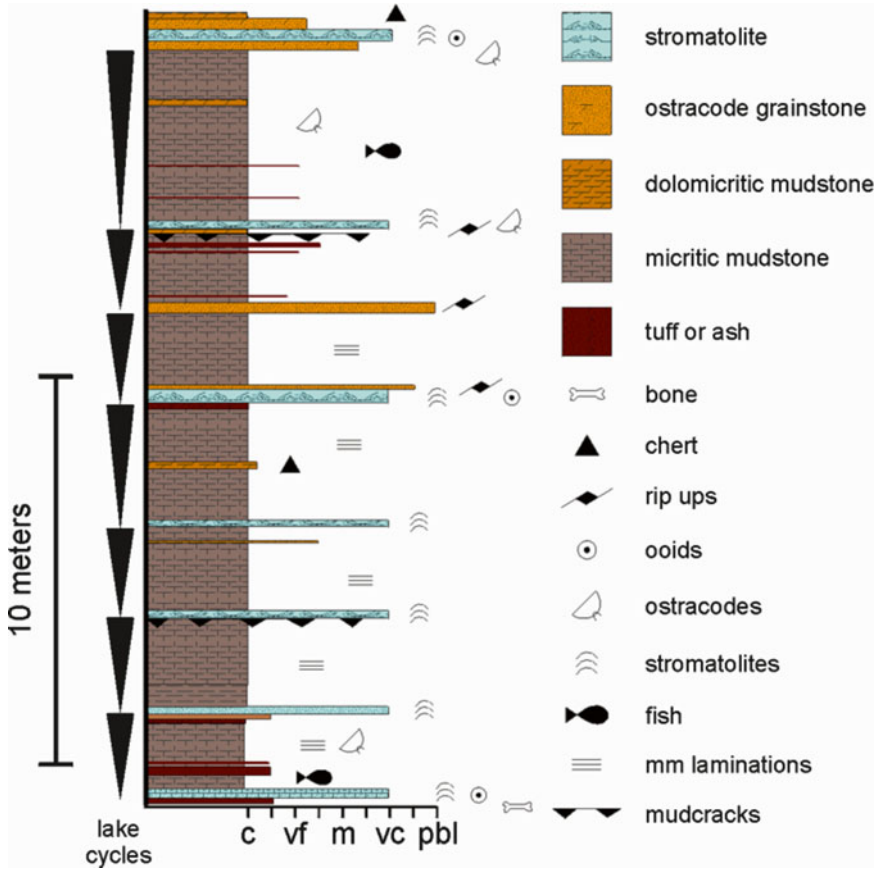 stromatolite
ostracode grainstone
dolomicritic mudstone
micritic mudstone
tuff or ash
bone
chert
rip ups
ooids
ostracodes
stromatolites
fish
mm laminations
mudcracks
10 meters
lake
cycles
c vf m vc pbl